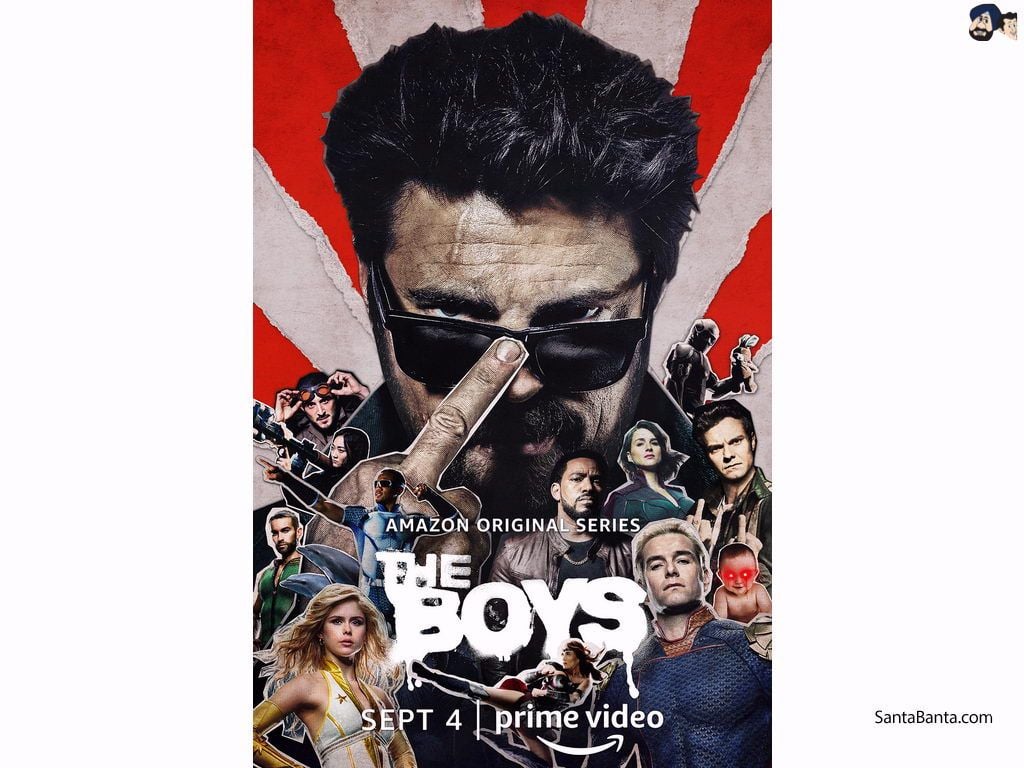 AMAZON ORIGINAL SERIES
THE
BOYS
SEPT 4 | prime video
SantaBanta.com